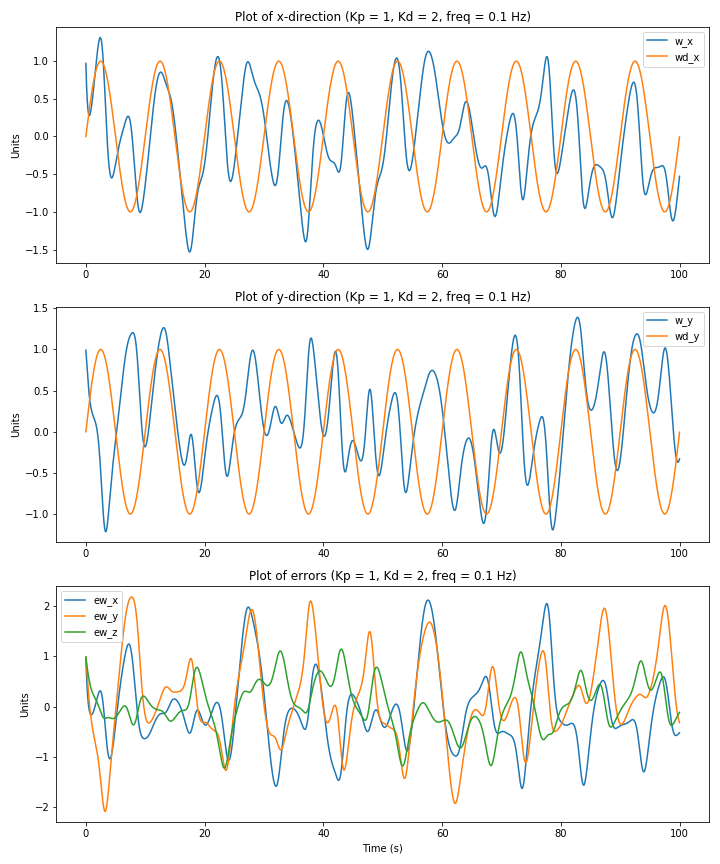 Plot of x-direction (Kp = 1, Kd = 2, freq = 0.1 Hz)
w_x
wd_x
Units
1.0
0.5
0.0
−0.5
−1.0
−1.5
0 20 40 60 80 100
Plot of y-direction (Kp = 1, Kd = 2, freq = 0.1 Hz)
w_y
wd_y
Units
1.5
1.0
0.5
0.0
−0.5
−1.0
0 20 40 60 80 100
Plot of errors (Kp = 1, Kd = 2, freq = 0.1 Hz)
ew_x
ew_y
ew_z
Units
2
1
0
−1
−2
0 20 40 60 80 100
Time (s)